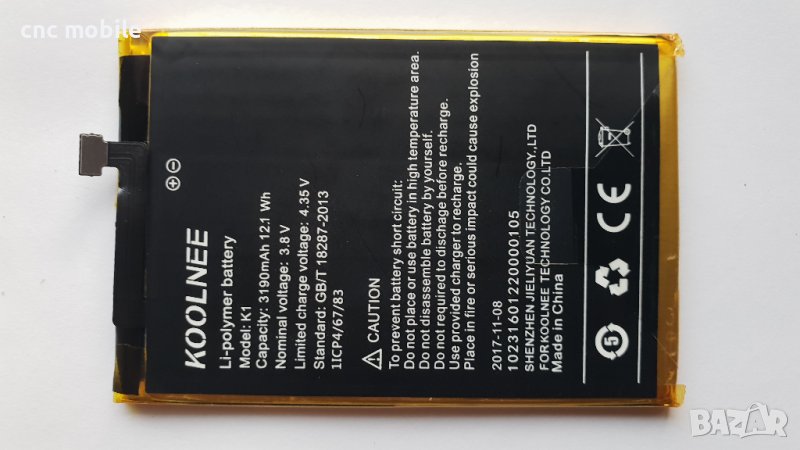 cnc mobile
KOOLNEE
Li-polymer battery
Model: K1
Capacity: 3190mAh 12.1 Wh
Nominal voltage: 3.8 V
Limited charge voltage: 4.35 V
Standard: GB/T 18287-2013
1ICP4/67/83
CAUTION
To prevent battery short circuit:
Do not place or use battery in high temperature area.
Do not disassemble battery by yourself.
Do not required to discharge before recharge.
Use provided charger to recharge.
Place in fire or serious impact could cause explosion
2017-11-08
10231601220000105
SHENZHEN JIELIYUAN TECHNOLOGY.,LTD
FOR KOOLNEE TECHNOLOGY CO.LTD
Made in China
5
CE
BAZAR